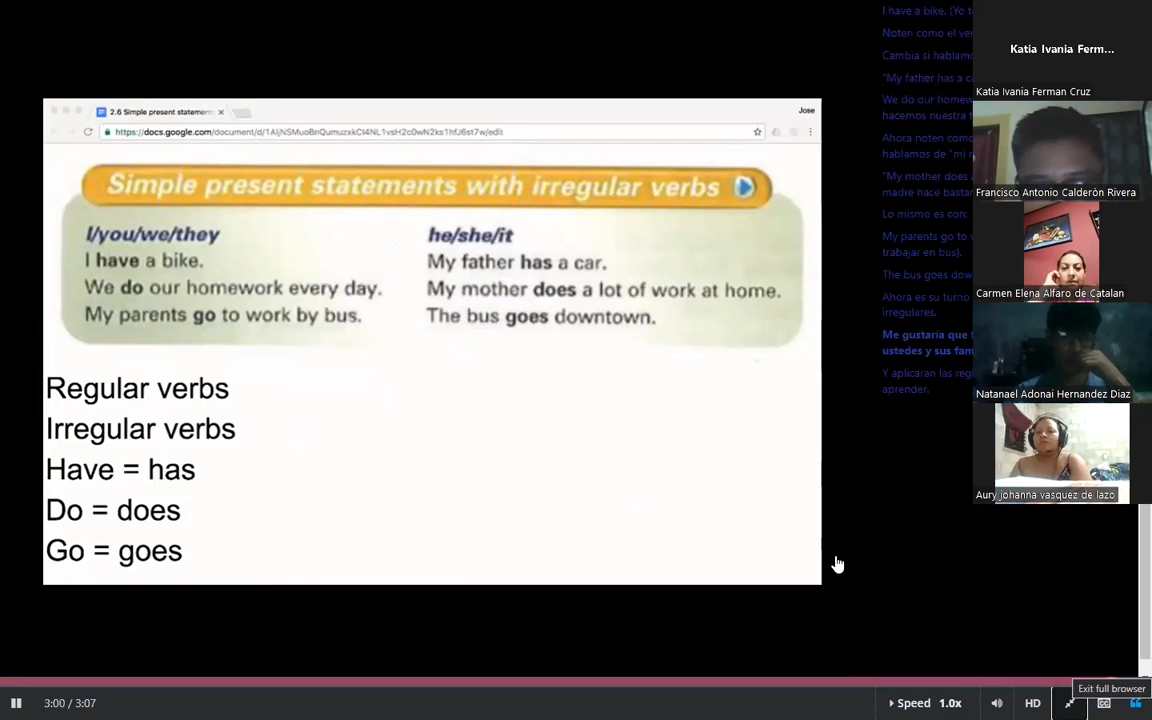 2.6 Simple present statement
Jose
https://docs.google.com/document/d/1AijNSMuoBnQumuzxkCI4NL1vsH2c0wN2ks1hfJ6st7w/edit
Simple present statements with irregular verbs
I/you/we/they
I have a bike.
We do our homework every day.
My parents go to work by bus.
he/she/it
My father has a car.
My mother does a lot of work at home.
The bus goes downtown.
Regular verbs
Irregular verbs
Have = has
Do = does
Go = goes
I have a bike. (Yo
Noten como el
Cambia si hablamo
"My father has a
We do our
hacemos nuestra
Ahora noten como
hablamos de "mi
"My mother does
madre hace
Lo mismo es con:
My parents go to
trabajar en bus).
The bus goes
Ahora es su turno
irregulares.
Me gustaría que
ustedes y sus
Y aplicaran las
aprender.
Katia Ivania Ferm...
Katia Ivania Ferman Cruz
Francisco Antonio Calderòn Rivera
Carmen Elena Alfaro de Catalan
Natanael Adonai Hernandez Diaz
Aury johanna vasquez de lazo
Exit full browser
3:00 / 3:07
Speed 1.0x
HD